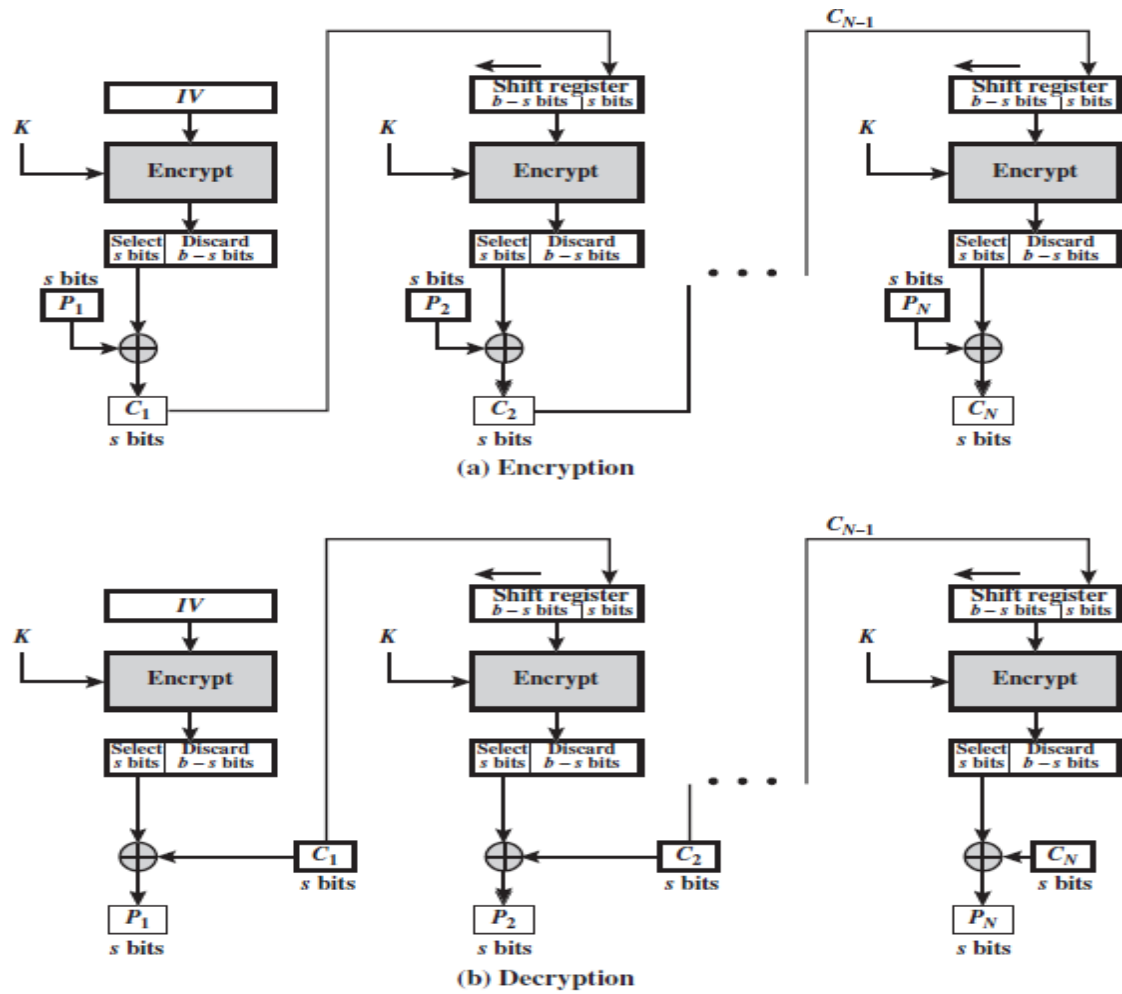 C_{N-1}
IV
Shift register
b – s bits | s bits
Shift register
b – s bits | s bits
K
Encrypt
K
Encrypt
K
Encrypt
Select
s bits
Discard
b – s bits
Select
s bits
Discard
b – s bits
Select
s bits
Discard
b – s bits
s bits
P_1
s bits
P_2
s bits
P_N
• • •
C_1
s bits
C_2
s bits
C_N
s bits
(a) Encryption
C_{N-1}
IV
Shift register
b – s bits | s bits
Shift register
b – s bits | s bits
K
Encrypt
K
Encrypt
K
Encrypt
Select
s bits
Discard
b – s bits
Select
s bits
Discard
b – s bits
Select
s bits
Discard
b – s bits
• • •
C_1
s bits
C_2
s bits
C_N
s bits
P_1
s bits
P_2
s bits
P_N
s bits
(b) Decryption